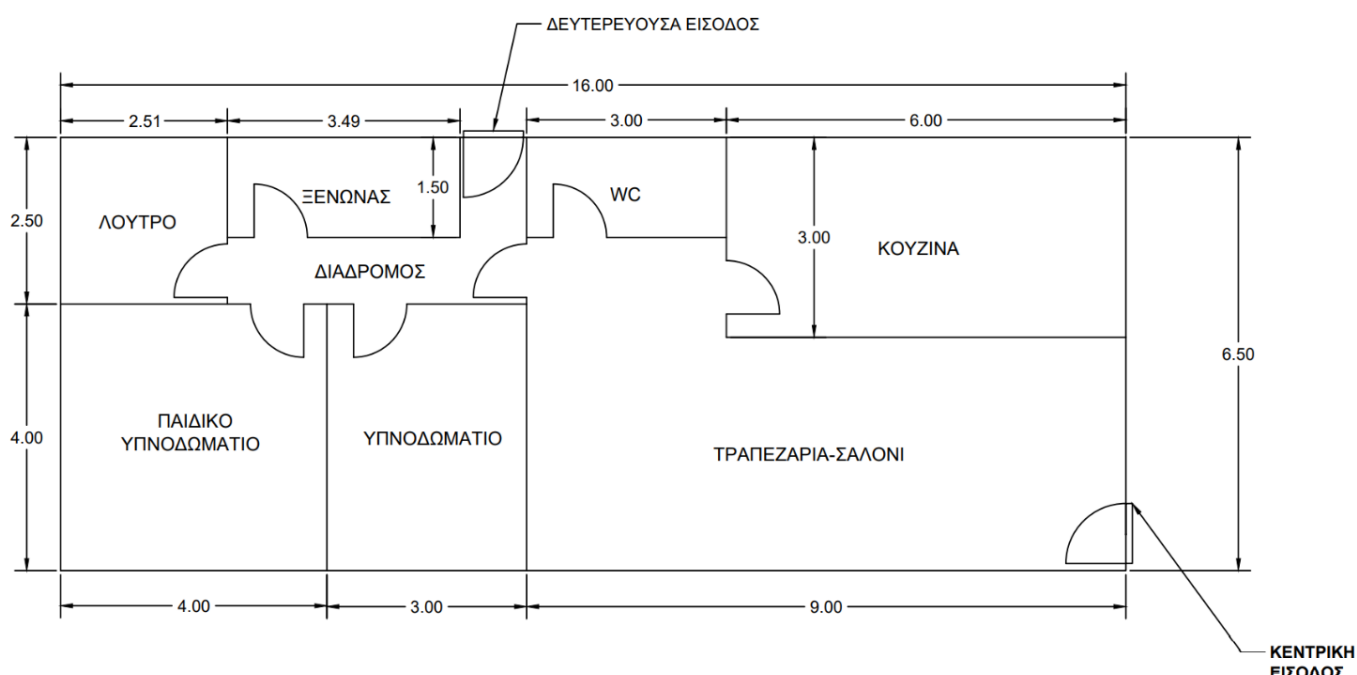 ΔΕΥΤΕΡΕΥΟΥΣΑ ΕΙΣΟΔΟΣ
16.00
2.51
3.49
3.00
6.00
ΞΕΝΩΝΑΣ
1.50
WC
2.50
ΛΟΥΤΡΟ
3.00
ΚΟΥΖΙΝΑ
ΔΙΑΔΡΟΜΟΣ
6.50
4.00
ΠΑΙΔΙΚΟ
ΥΠΝΟΔΩΜΑΤΙΟ
ΥΠΝΟΔΩΜΑΤΙΟ
ΤΡΑΠΕΖΑΡΙΑ-ΣΑΛΟΝΙ
4.00
3.00
9.00
ΚΕΝΤΡΙΚΗ
ΕΙΣΟΔΟΣ